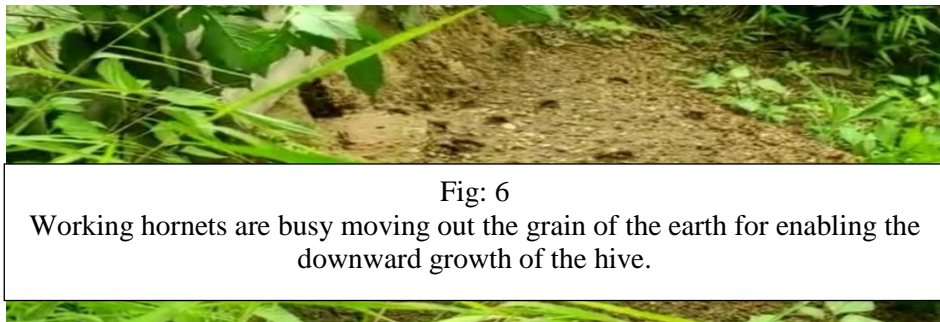 Fig: 6
Working hornets are busy moving out the grain of the earth for enabling the
downward growth of the hive.